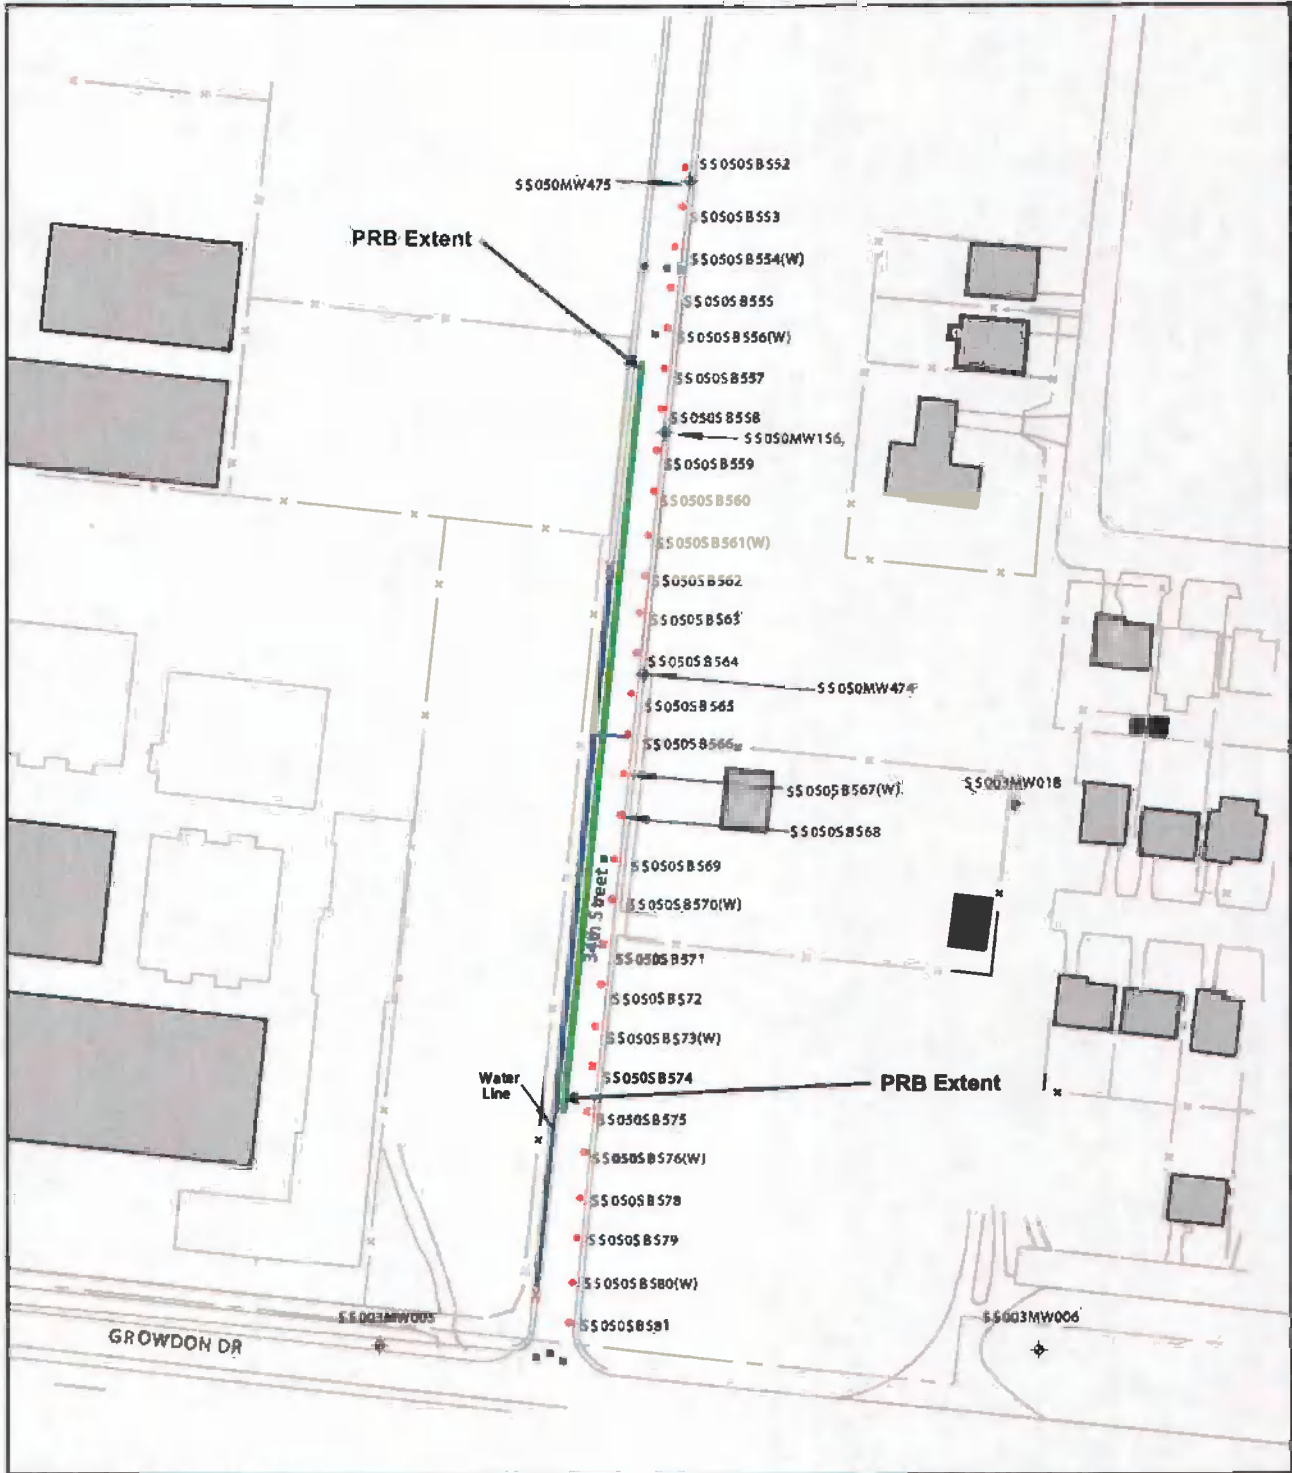 SS050SB552
SS050MW475
SS050SB553
PRB Extent
SS050SB554(W)
SS050SB555
SS050SB556(W)
SS050SB557
SS050SB558
SS050MW156
SS050SB559
SS050SB560
SS050SB561(W)
SS050SB562
SS050SB563
SS050SB564
SS050MW474
SS050SB565
SS050SB566
SS050SB567(W)
SS003MW018
SS050SB568
SS050SB569
34th Street
SS050SB570(W)
SS050SB571
SS050SB572
SS050SB573(W)
SS050SB574
Water
Line
PRB Extent
SS050SB575
SS050SB576(W)
SS050SB578
SS050SB579
SS050SB580(W)
SS003MW005
SS003MW006
SS050SB581
GROWDON DR